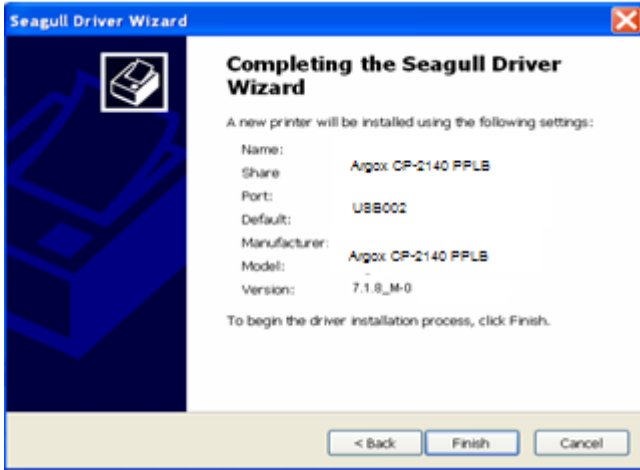 Seagull Driver Wizard
Completing the Seagull Driver
Wizard
A new printer will be installed using the following settings:
Name:
Argox CP-2140 PPLB
Share
Port:
USB002
Default:
Manufacturer:
Argox CP-2140 PPLB
Model:
Version: 7.1.8_M-0
To begin the driver installation process, click Finish.
< Back Finish Cancel